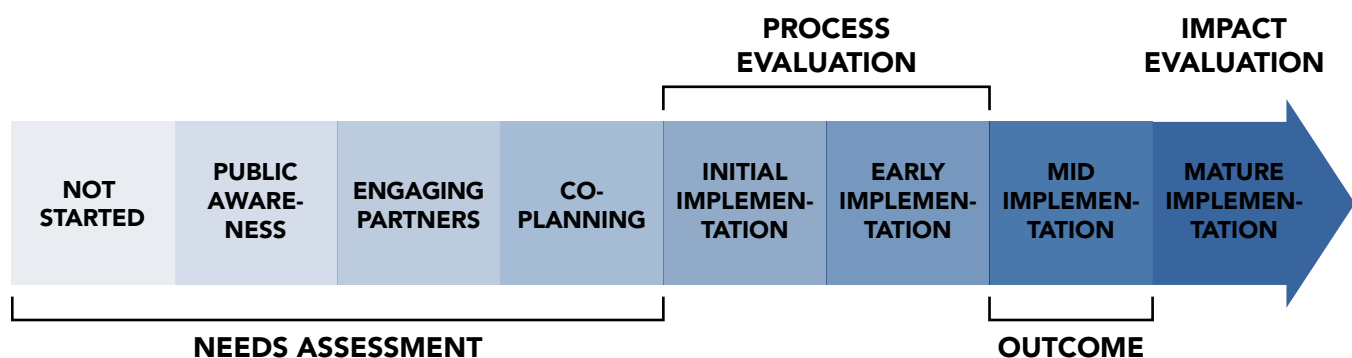 PROCESS
EVALUATION
IMPACT
EVALUATION
NOT
STARTED
PUBLIC
AWARE-
NESS
ENGAGING
PARTNERS
CO-
PLANNING
INITIAL
IMPLEMEN-
TATION
EARLY
IMPLEMEN-
TATION
MID
IMPLEMEN-
TATION
MATURE
IMPLEMEN-
TATION
NEEDS ASSESSMENT
OUTCOME